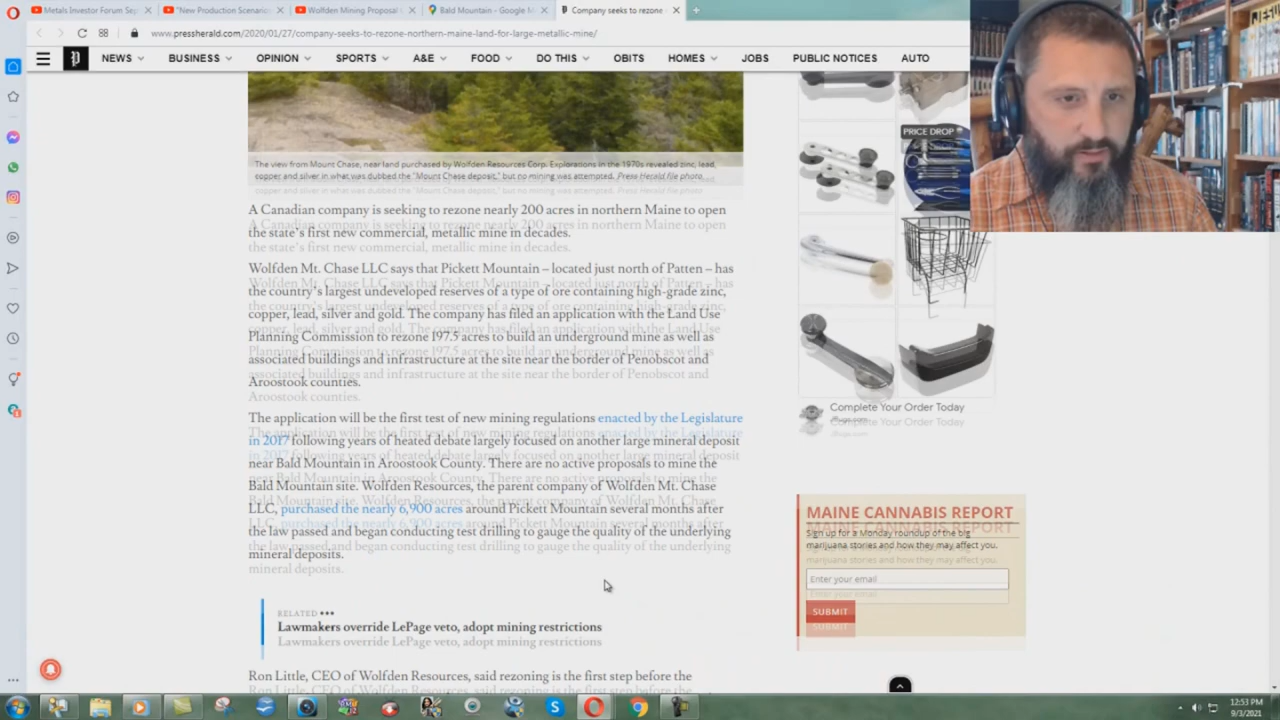 Metals Investor Forum Sep
"New Production Scenario
Wolfden Mining Proposal
Bald Mountain - Google M
Company seeks to rezone
www.pressherald.com/2020/01/27/company-seeks-to-rezone-northern-maine-land-for-large-metallic-mine/
NEWS
BUSINESS
OPINION
SPORTS
A&E
FOOD
DO THIS
OBITS
HOMES
JOBS
PUBLIC NOTICES
AUTO
PRICE DROP
The view from Mount Chase, near land purchased by Wolfden Resources Corp. Explorations in the 1970s revealed zinc, lead,
copper and silver in what was dubbed the "Mount Chase deposit," but no mining was attempted. Press Herald file photo
A Canadian company is seeking to rezone nearly 200 acres in northern Maine to open
the state's first new commercial, metallic mine in decades.
Wolfden Mt. Chase LLC says that Pickett Mountain – located just north of Patten – has
the country's largest undeveloped reserves of a type of ore containing high-grade zinc,
copper, lead, silver and gold. The company has filed an application with the Land Use
Planning Commission to rezone 197.5 acres to build an underground mine as well as
associated buildings and infrastructure at the site near the border of Penobscot and
Aroostook counties.
The application will be the first test of new mining regulations enacted by the Legislature
in 2017 following years of heated debate largely focused on another large mineral deposit
near Bald Mountain in Aroostook County. There are no active proposals to mine the
Bald Mountain site. Wolfden Resources, the parent company of Wolfden Mt. Chase
LLC, purchased the nearly 6,900 acres around Pickett Mountain several months after
the law passed and began conducting test drilling to gauge the quality of the underlying
mineral deposits.
RELATED •••
Lawmakers override LePage veto, adopt mining restrictions
Ron Little, CEO of Wolfden Resources, said rezoning is the first step before the
Complete Your Order Today
MAINE CANNABIS REPORT
Sign up for a Monday roundup of the big
marijuana stories and how they may affect you.
Enter your email
SUBMIT
12:53 PM
9/3/2021